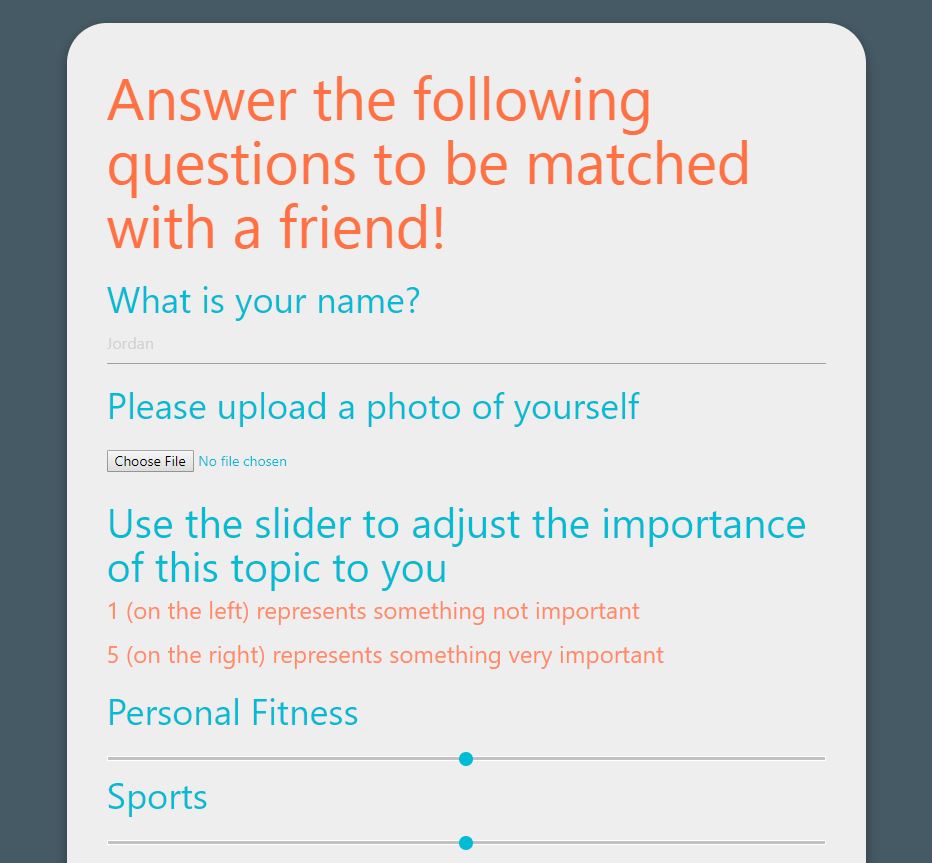 Answer the following
questions to be matched
with a friend!
What is your name?
Jordan
Please upload a photo of yourself
Choose File No file chosen
Use the slider to adjust the importance
of this topic to you
1 (on the left) represents something not important
5 (on the right) represents something very important
Personal Fitness
Sports